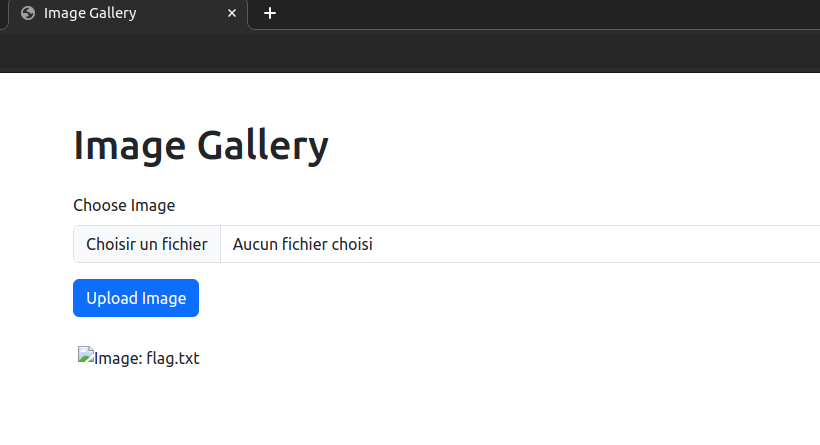 Image Gallery
Image Gallery
Choose Image
Choisir un fichier Aucun fichier choisi
Upload Image
Image: flag.txt